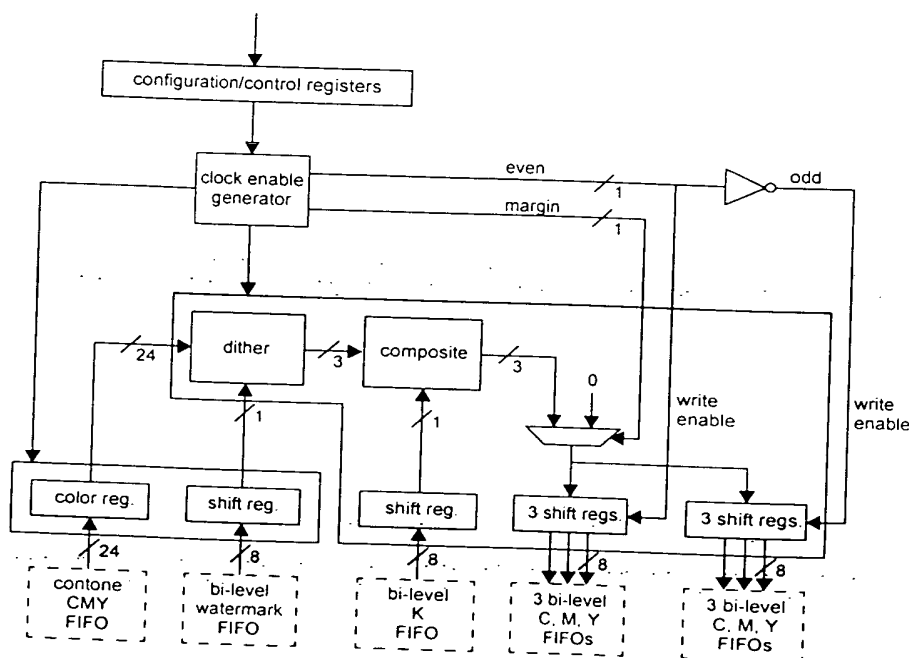 configuration/control registers
clock enable
generator
even
1
odd
margin
1
dither
24
3
composite
3
0
1
1
write
enable
write
enable
color reg.
shift reg.
shift reg.
3 shift regs.
3 shift regs.
24
8
8
8
8
contone
CMY
FIFO
bi-level
watermark
FIFO
bi-level
K
FIFO
3 bi-level
C, M, Y
FIFOs
3 bi-level
C, M, Y
FIFOs